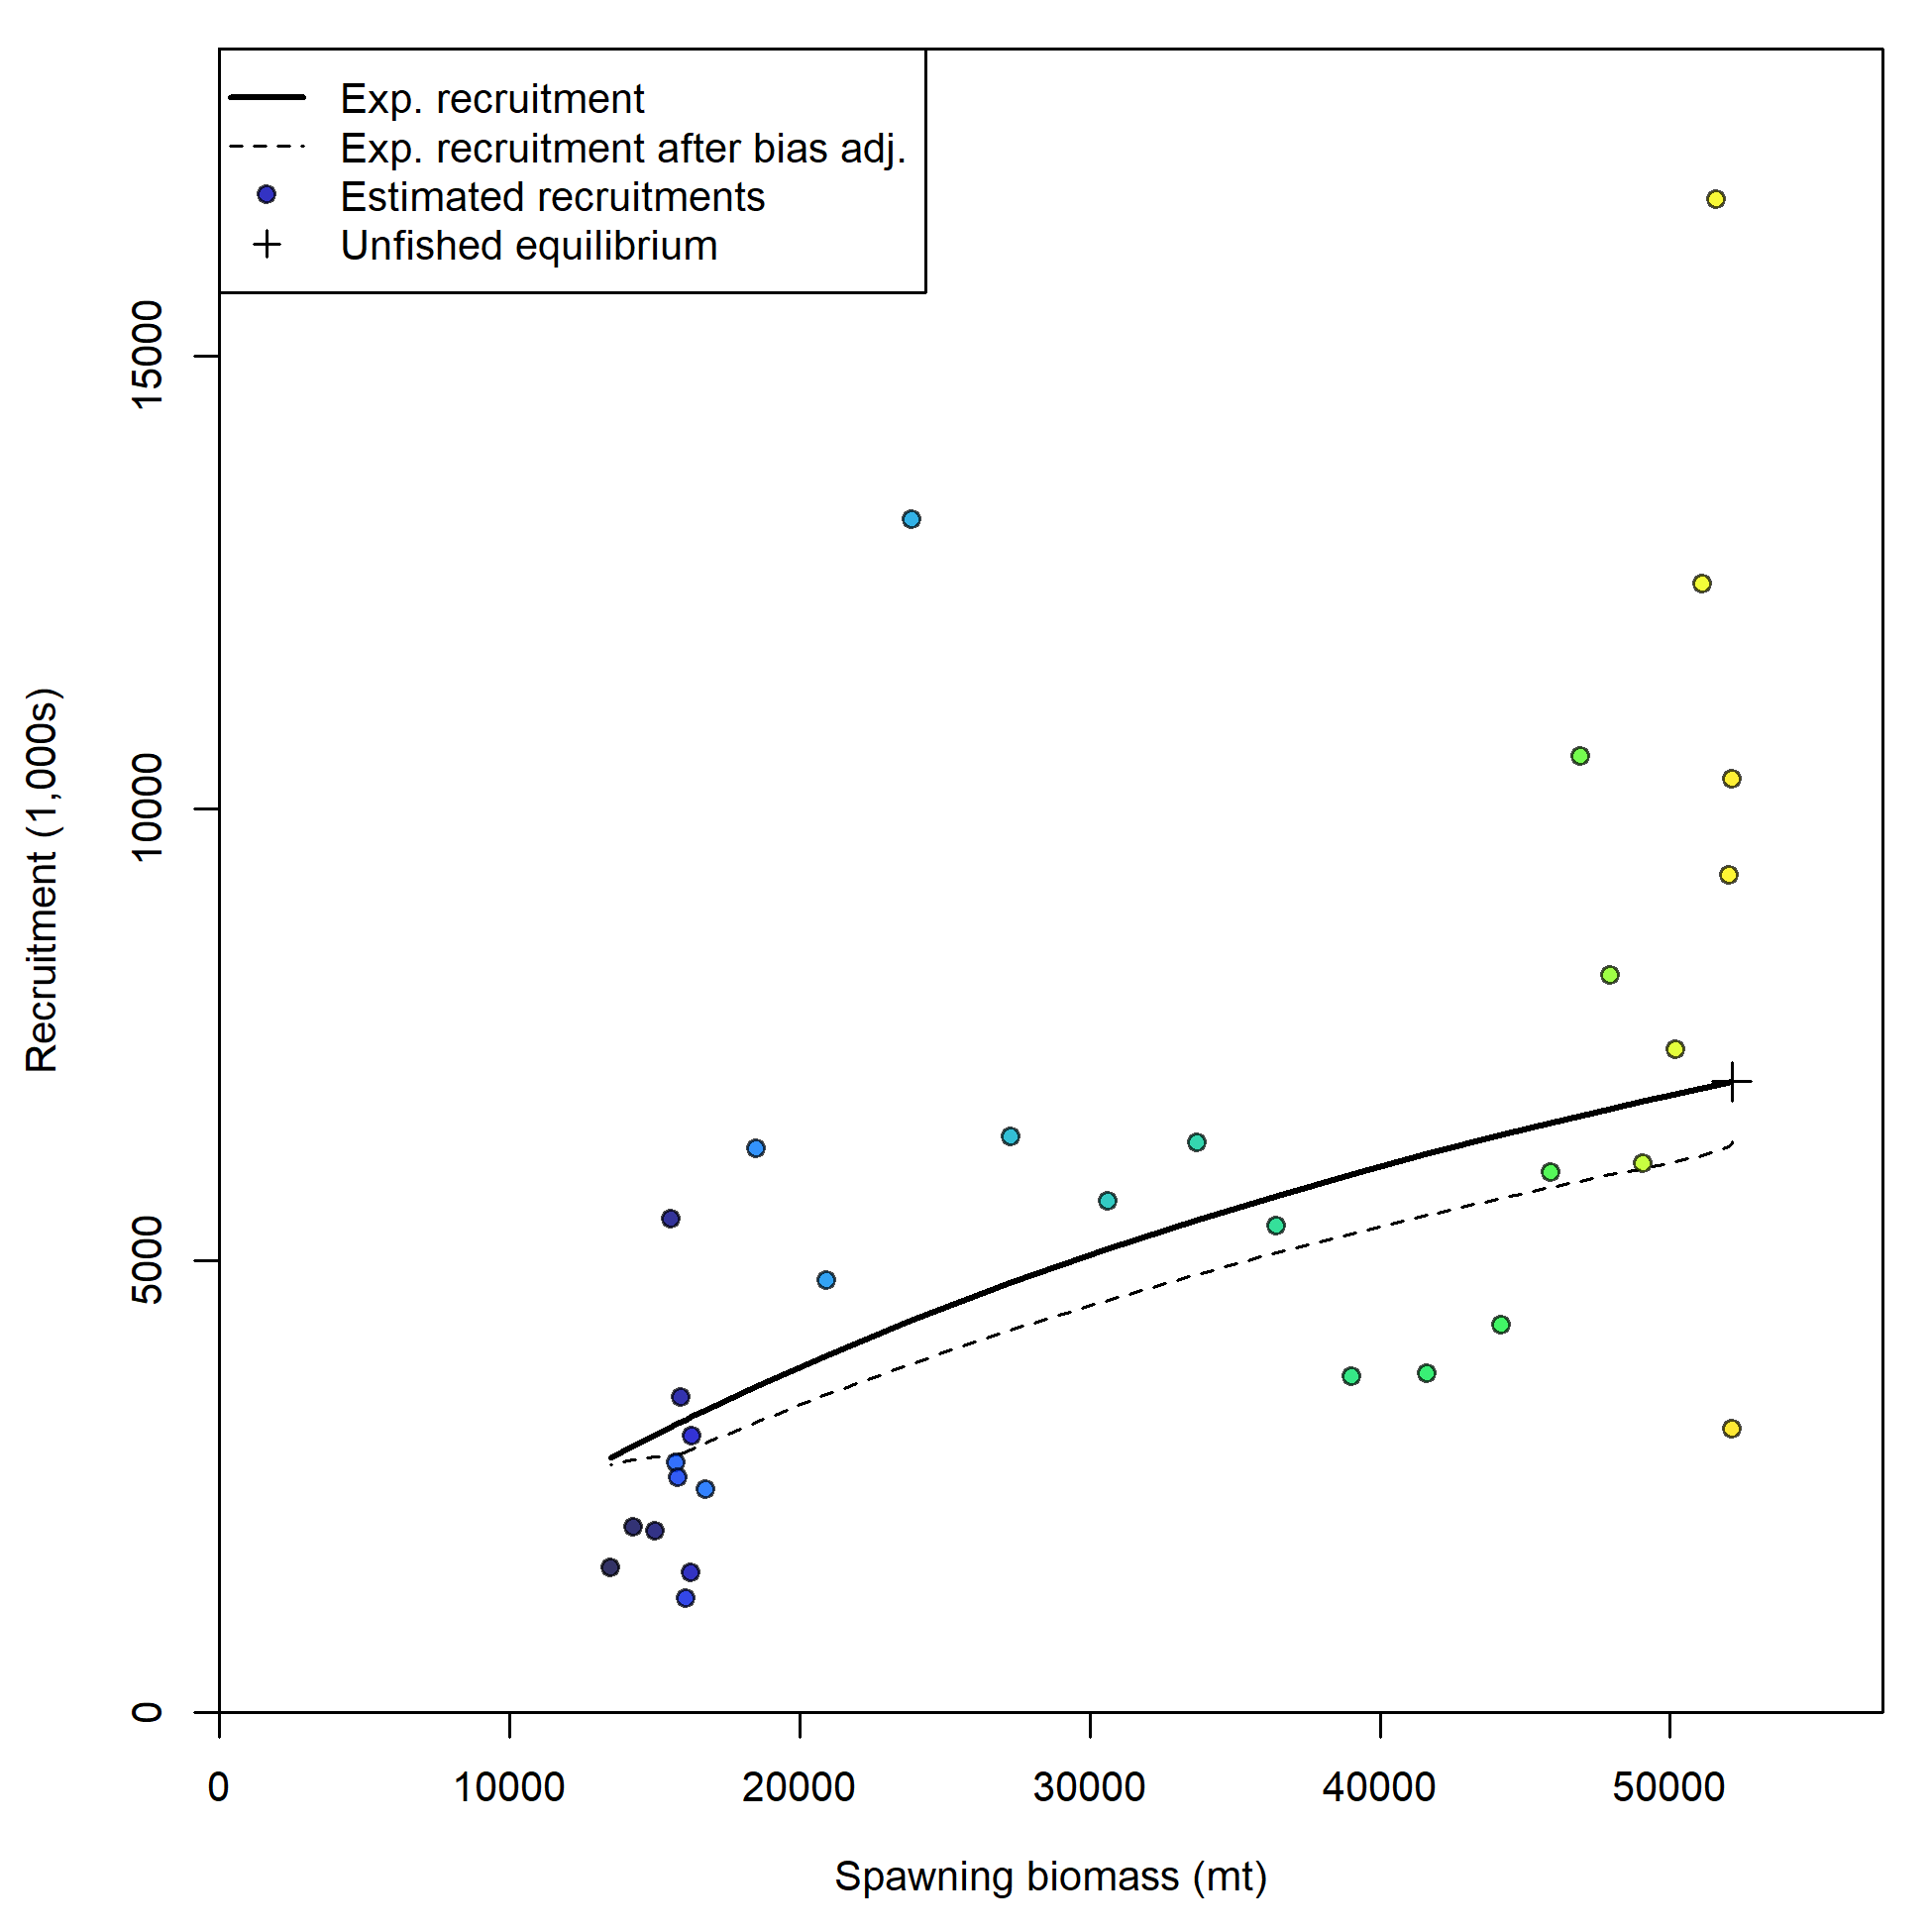 Exp. recruitment
Exp. recruitment after bias adj.
Estimated recruitments
Unfished equilibrium
15000
10000
5000
0
Recruitment (1,000s)
0 10000 20000 30000 40000 50000
Spawning biomass (mt)